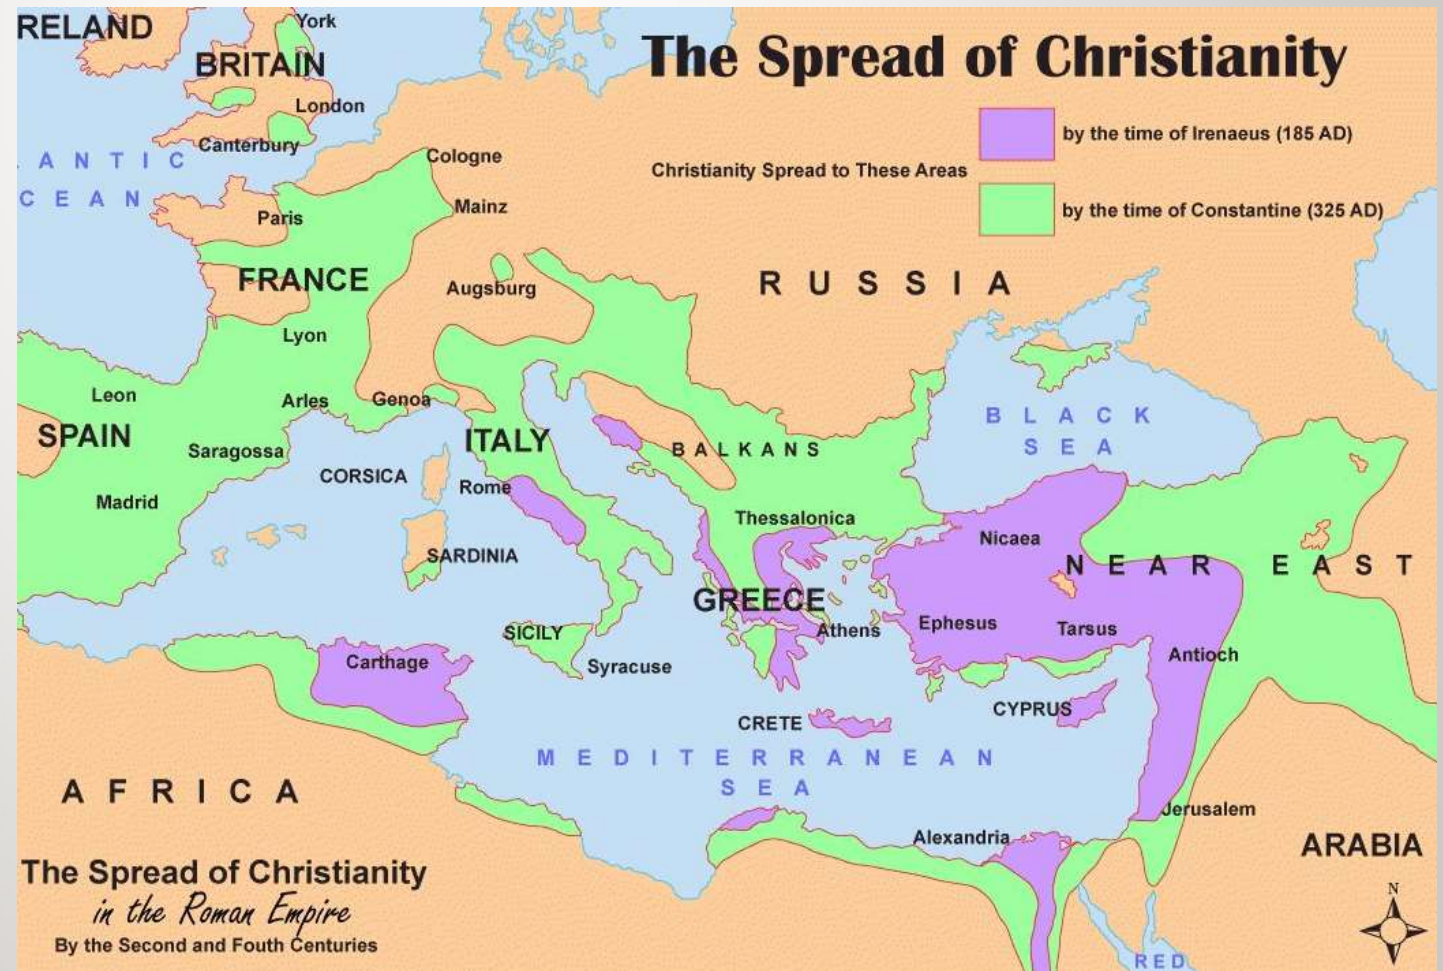 The Spread of Christianity
by the time of Irenaeus (185 AD)
Christianity Spread to These Areas
by the time of Constantine (325 AD)
RELAND
York
BRITAIN
London
Canterbury
ANTIC
CEAN
Cologne
Mainz
Paris
FRANCE
Augsburg
RUSSIA
Lyon
Leon
Arles
Genoa
SPAIN
Saragossa
ITALY
BALKANS
BLACK
SEA
CORSICA
Rome
Madrid
Thessalonica
Nicaea
SARDINIA
NEAR EAST
GREECE
Athens
Ephesus
Tarsus
SICILY
Syracuse
Antioch
Carthage
CRETE
CYPRUS
MEDITERRANEAN
SEA
AFRICA
Alexandria
Jerusalem
ARABIA
The Spread of Christianity
in the Roman Empire
By the Second and Fouth Centuries
N
RED